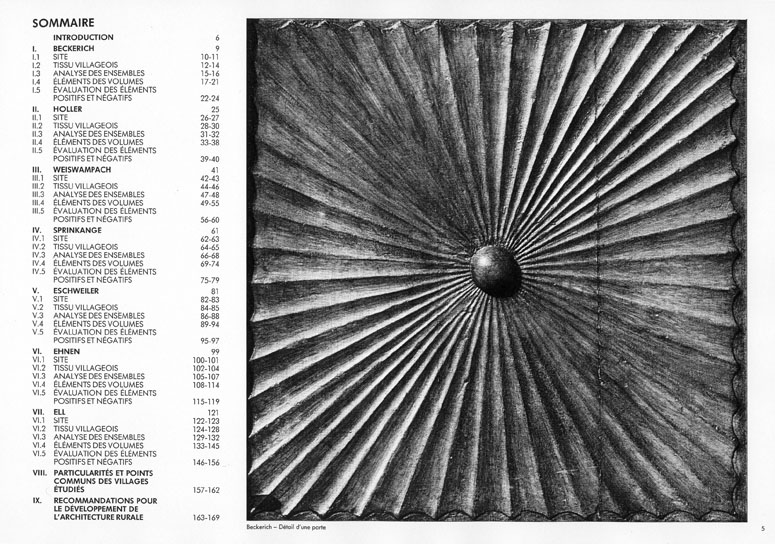 SOMMAIRE
INTRODUCTION 6
I. BECKERICH 9
I.1 SITE 10-11
I.2 TISSU VILLAGEOIS 12-14
I.3 ANALYSE DES ENSEMBLES 15-16
I.4 ÉLÉMENTS DES VOLUMES 17-21
I.5 ÉVALUATION DES ÉLÉMENTS
POSITIFS ET NÉGATIFS 22-24
II. HOLLER 25
II.1 SITE 26-27
II.2 TISSU VILLAGEOIS 28-30
II.3 ANALYSE DES ENSEMBLES 31-32
II.4 ÉLÉMENTS DES VOLUMES 33-38
II.5 ÉVALUATION DES ÉLÉMENTS
POSITIFS ET NÉGATIFS 39-40
III. WEISWAMPACH 41
III.1 SITE 42-43
III.2 TISSU VILLAGEOIS 44-46
III.3 ANALYSE DES ENSEMBLES 47-48
III.4 ÉLÉMENTS DES VOLUMES 49-55
III.5 ÉVALUATION DES ÉLÉMENTS
POSITIFS ET NÉGATIFS 56-60
IV. SPRINKANGE 61
IV.1 SITE 62-63
IV.2 TISSU VILLAGEOIS 64-65
IV.3 ANALYSE DES ENSEMBLES 66-68
IV.4 ÉLÉMENTS DES VOLUMES 69-74
IV.5 ÉVALUATION DES ÉLÉMENTS
POSITIFS ET NÉGATIFS 75-79
V. ESCHWEILER 81
V.1 SITE 82-83
V.2 TISSU VILLAGEOIS 84-85
V.3 ANALYSE DES ENSEMBLES 86-88
V.4 ÉLÉMENTS DES VOLUMES 89-94
V.5 ÉVALUATION DES ÉLÉMENTS
POSITIFS ET NÉGATIFS 95-97
VI. EHNEN 99
VI.1 SITE 100-101
VI.2 TISSU VILLAGEOIS 102-104
VI.3 ANALYSE DES ENSEMBLES 105-107
VI.4 ÉLÉMENTS DES VOLUMES 108-114
VI.5 ÉVALUATION DES ÉLÉMENTS
POSITIFS ET NÉGATIFS 115-119
VII. ELL 121
VI.1 SITE 122-123
VI.2 TISSU VILLAGEOIS 124-128
VI.3 ANALYSE DES ENSEMBLES 129-132
VI.4 ÉLÉMENTS DES VOLUMES 133-145
VI.5 ÉVALUATION DES ÉLÉMENTS
POSITIFS ET NÉGATIFS 146-156
VIII. PARTICULARITÉS ET POINTS
COMMUNS DES VILLAGES
ÉTUDIÉS 157-162
IX. RECOMMANDATIONS POUR
LE DÉVELOPPEMENT DE
L'ARCHITECTURE RURALE 163-169
Beckerich – Détail d'une porte
5